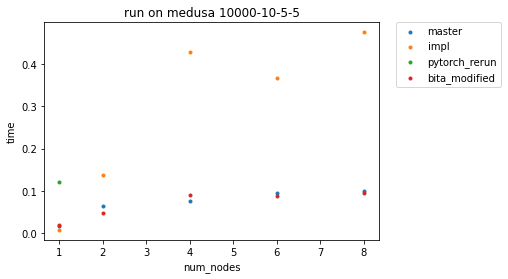 run on medusa 10000-10-5-5
master
impl
pytorch_rerun
bita_modified
time
0.4
0.3
0.2
0.1
0.0
1 2 3 4 5 6 7 8
num_nodes